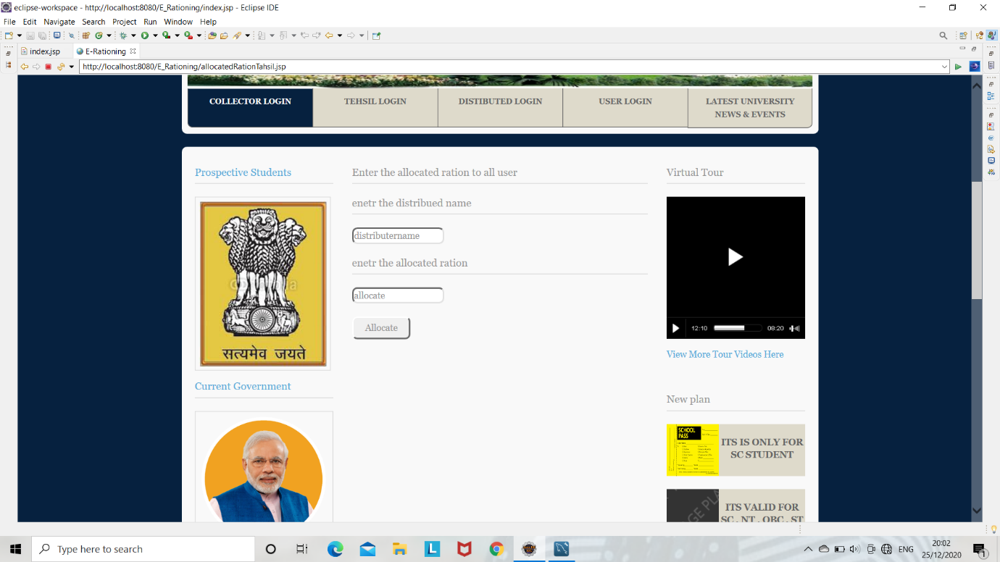 eclipse-workspace - http://localhost:8080/E_Rationing/index.jsp - Eclipse IDE
File Edit Navigate Search Project Run Window Help
index.jsp
E-Rationing
http://localhost:8080/E_Rationing/allocatedRationTahsil.jsp
COLLECTOR LOGIN
TEHSIL LOGIN
DISTIBUTED LOGIN
USER LOGIN
LATEST UNIVERSITY
NEWS & EVENTS
Prospective Students
सत्यमेव जयते
Current Government
Enter the allocated ration to all user
enetr the distribued name
distributername
enetr the allocated ration
allocate
Allocate
Virtual Tour
12:10
08:20
View More Tour Videos Here
New plan
SCHOOL
PASS
ITS IS ONLY FOR
SC STUDENT
ITS VALID FOR
SC , NT , OBC , ST
Type here to search
L
ENG
20:02
25/12/2020
1